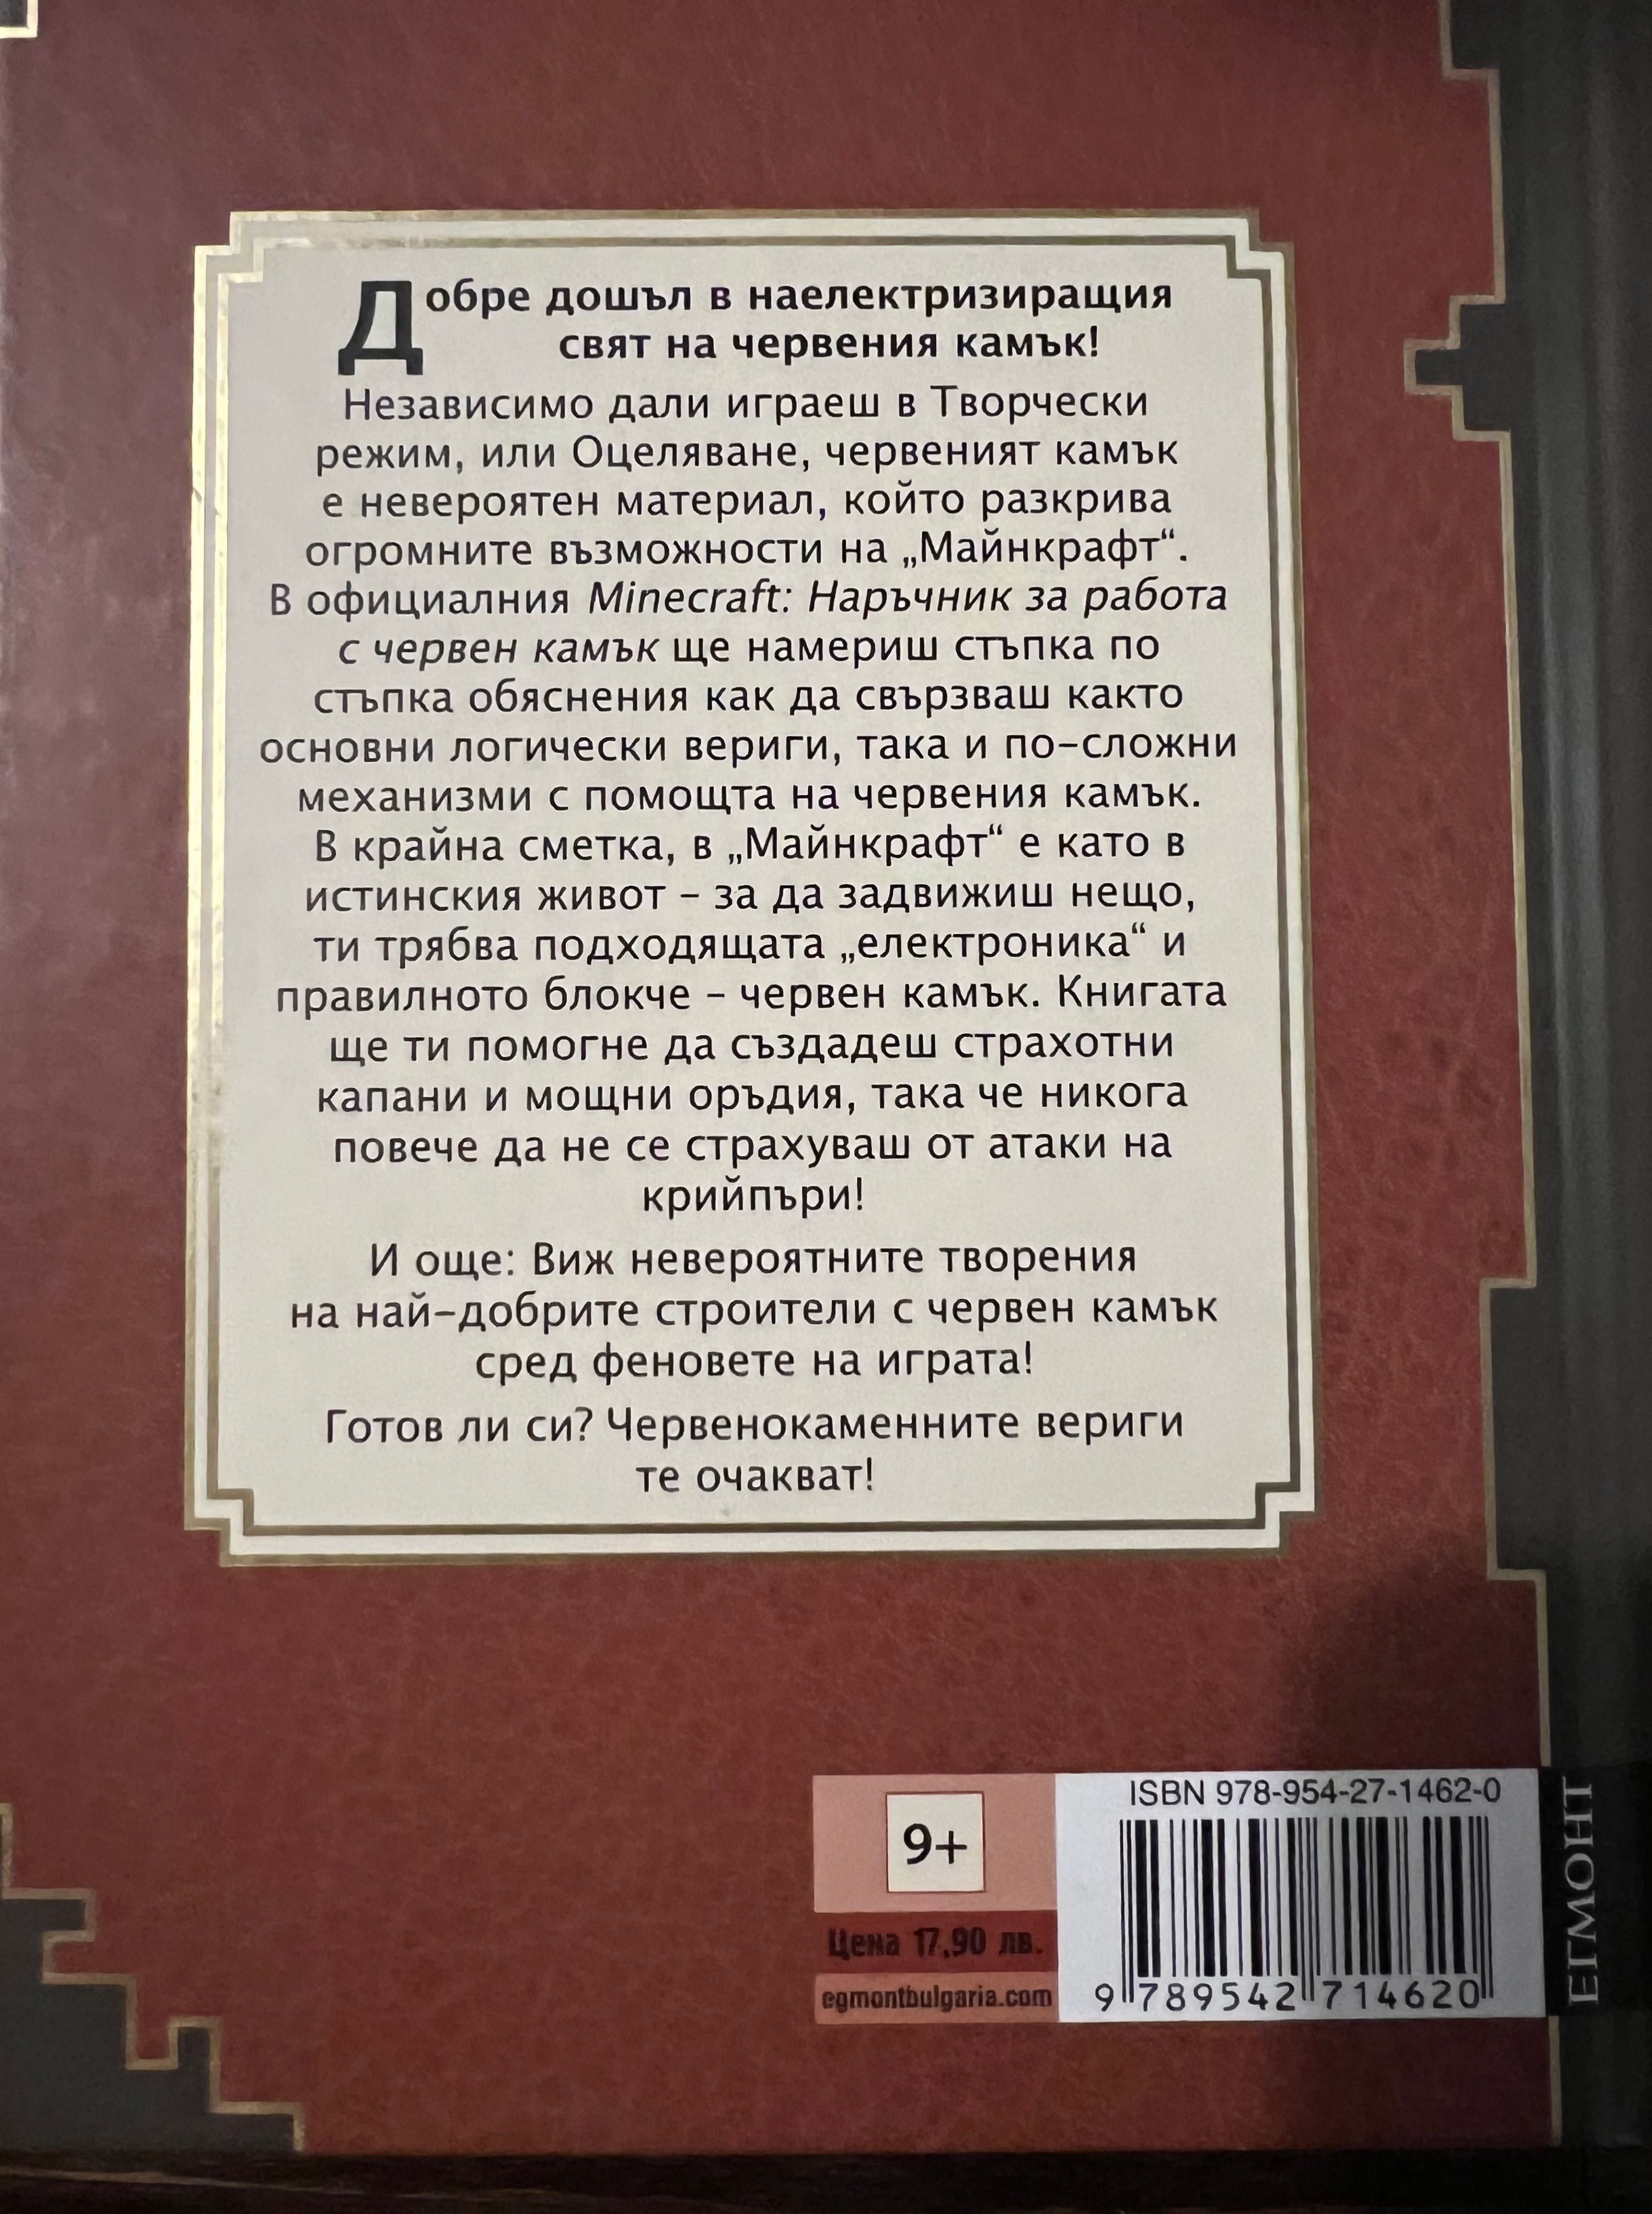 Добре дошъл в наелектризиращия
свят на червения камък!
Независимо дали играеш в Творчески
режим, или Оцеляване, червеният камък
е невероятен материал, който разкрива
огромните възможности на „Майнкрафт“.
В официалния Minecraft: Наръчник за работа
с червен камък ще намериш стъпка по
стъпка обяснения как да свързваш както
основни логически вериги, така и по-сложни
механизми с помощта на червения камък.
В крайна сметка, в „Майнкрафт“ е като в
истинския живот – за да задвижиш нещо,
ти трябва подходящата „електроника“ и
правилното блокче – червен камък. Книгата
ще ти помогне да създадеш страхотни
капани и мощни оръдия, така че никога
повече да не се страхуваш от атаки на
крийпъри!
И още: Виж невероятните творения
на най-добрите строители с червен камък
сред феновете на играта!
Готов ли си? Червенокаменните вериги
те очакват!
9+
Цена 17.90 лв.
egmontbulgaria.com
ISBN 978-954-27-1462-0
9 789542 714620
ЕГМОНТ